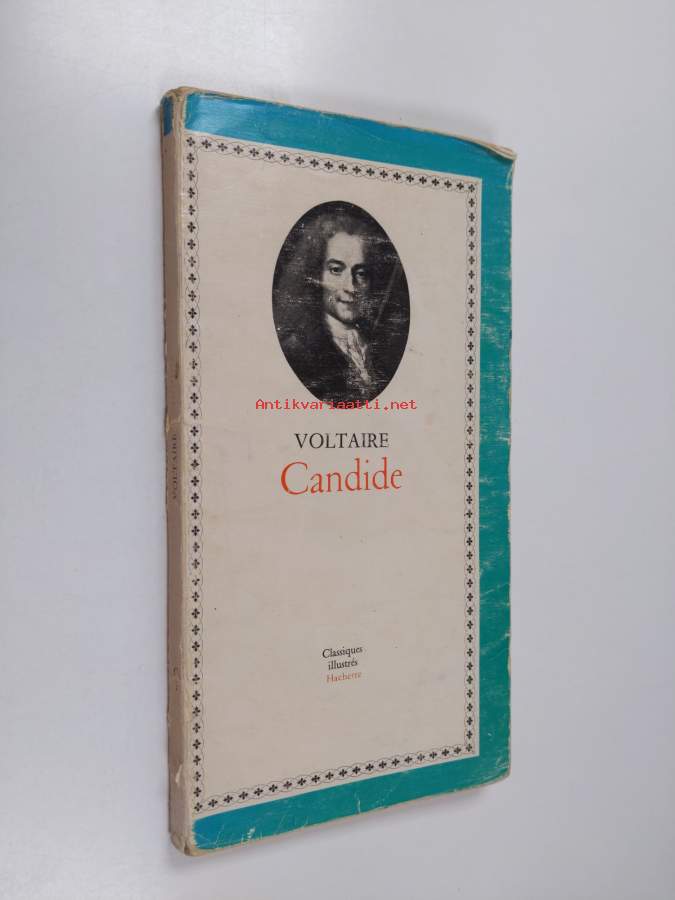 Antikvariaatti.net
VOLTAIRE
Candide
Classiques
illustrés
Hachette
VOLTAIRE